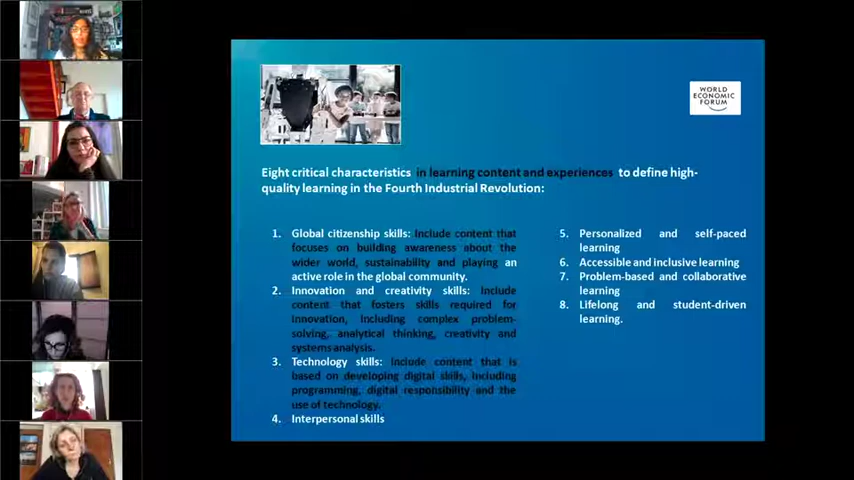 WORLD
ECONOMIC
FORUM
Eight critical characteristics in learning content and experiences to define high-
quality learning in the Fourth Industrial Revolution:
1. Global citizenship skills: Include content that
focuses on building awareness about the
wider world, sustainability and playing an
active role in the global community.
2. Innovation and creativity skills: Include
content that fosters skills required for
innovation, including complex problem-
solving, analytical thinking, creativity and
systems analysis.
3. Technology skills: Include content that is
based on developing digital skills, including
programming, digital responsibility and the
use of technology.
4. Interpersonal skills
5. Personalized and self-paced
learning
6. Accessible and inclusive learning
7. Problem-based and collaborative
learning
8. Lifelong and student-driven
learning.